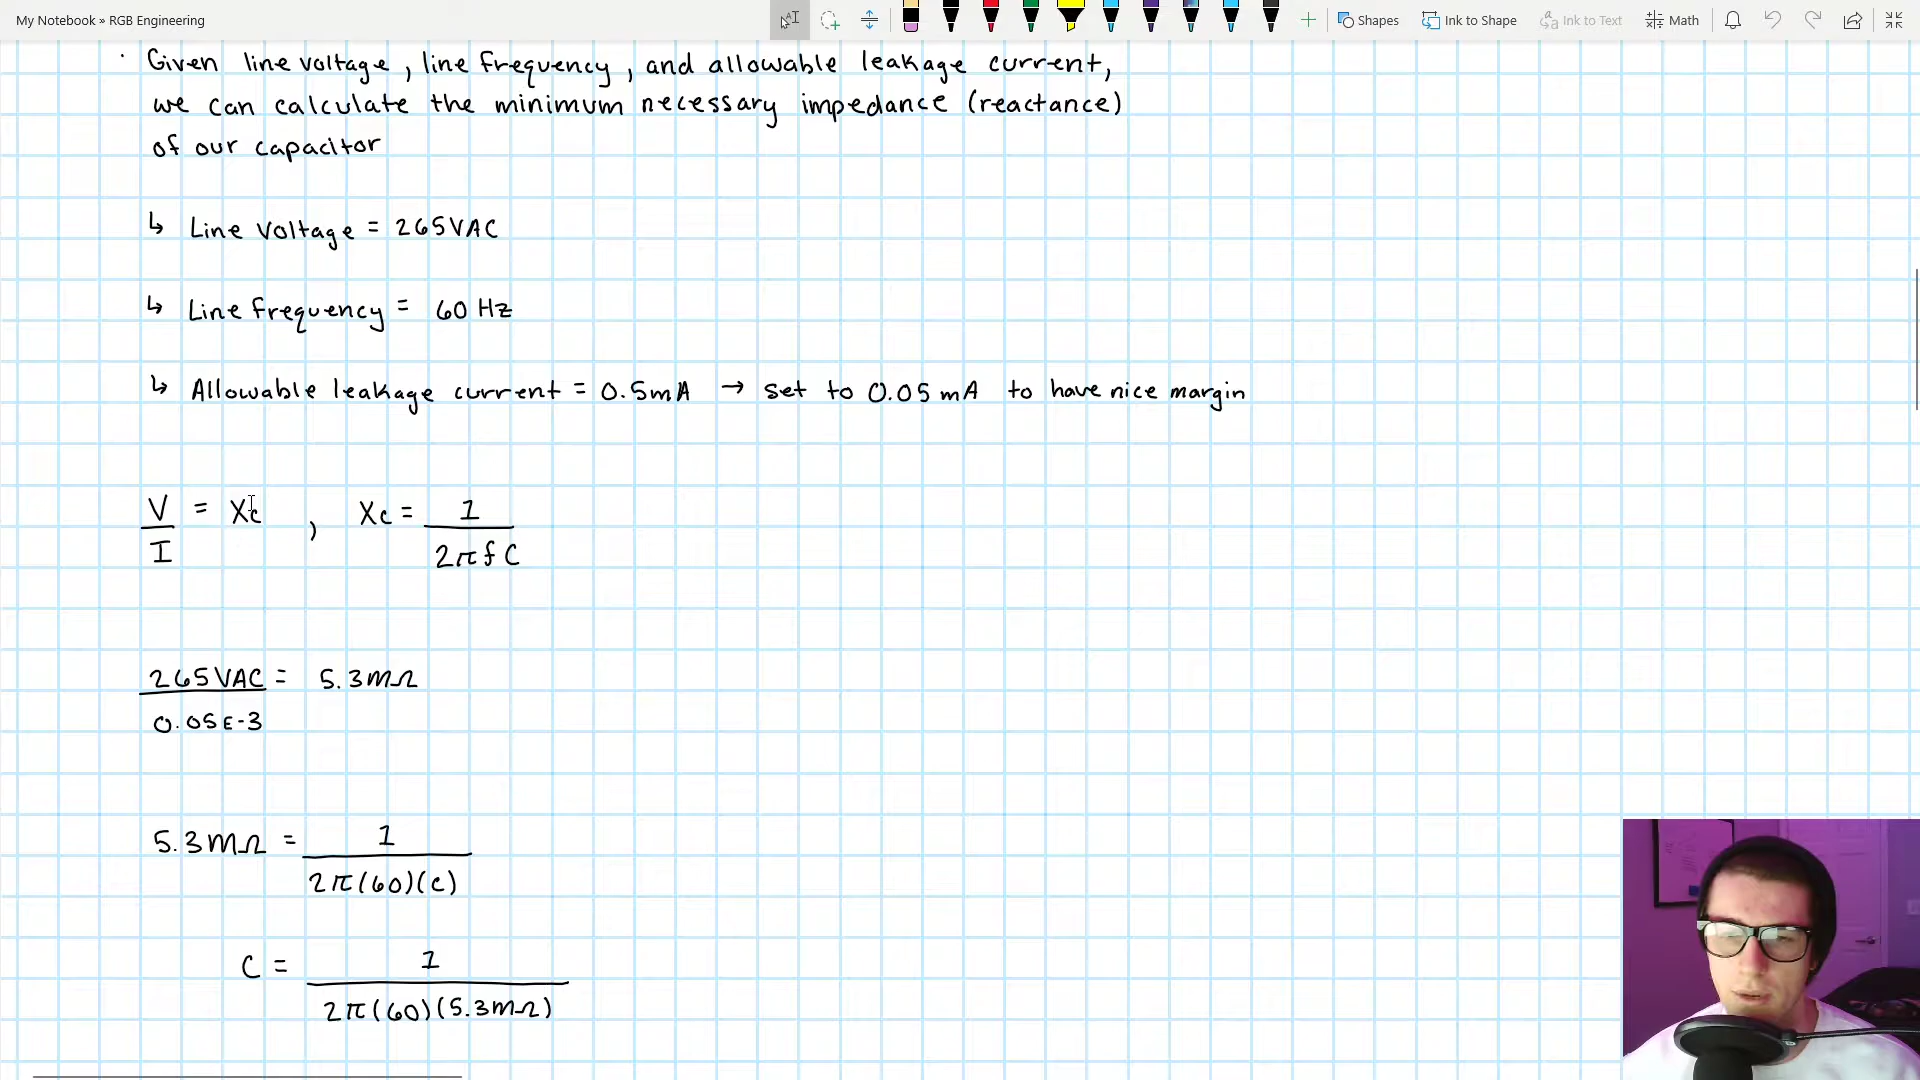 My Notebook » RGB Engineering
Shapes
Ink to Shape
Ink to Text
Math
· Given line voltage, line frequency, and allowable leakage current,
we can calculate the minimum necessary impedance (reactance)
of our capacitor
↳ Line Voltage = 265VAC
↳ Line frequency = 60 Hz
↳ Allowable leakage current = 0.5mA → set to 0.05mA to have nice margin
V/I = Xc , Xc = 1/2πfC
265VAC/0.05E-3 = 5.3MΩ
5.3MΩ = 1/2π(60)(c)
C = 1/2π(60)(5.3MΩ)